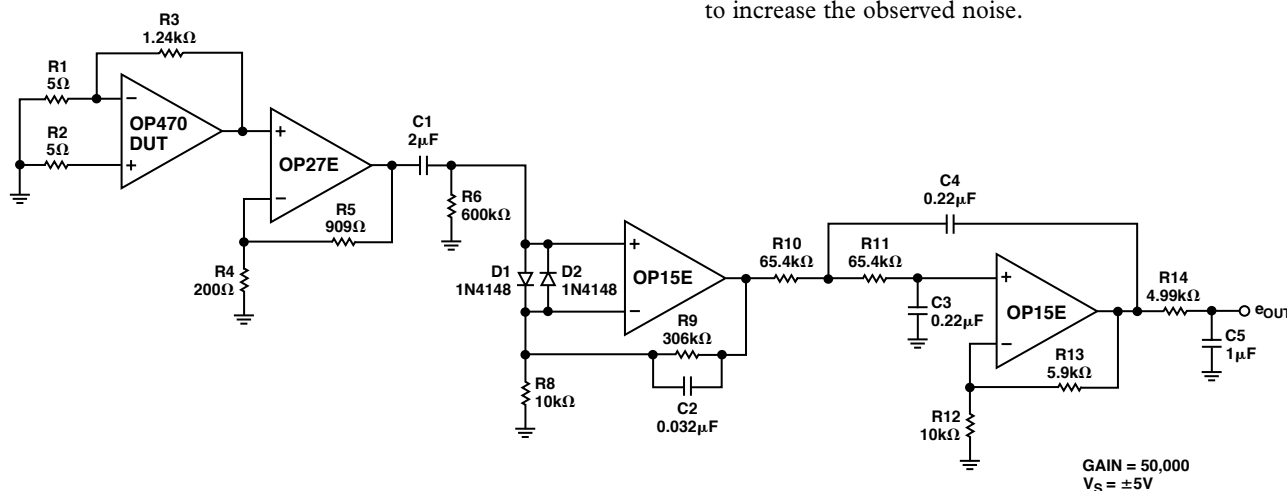 to increase the observed noise.
R3
1.24kΩ
R1
5Ω
R2
5Ω
−
+
OP470
DUT
+
−
OP27E
R5
909Ω
R4
200Ω
C1
2μF
R6
600kΩ
D1
1N4148
D2
1N4148
+
−
OP15E
R9
306kΩ
C2
0.032μF
R8
10kΩ
R10
65.4kΩ
R11
65.4kΩ
C4
0.22μF
C3
0.22μF
+
−
OP15E
R13
5.9kΩ
R12
10kΩ
R14
4.99kΩ
eOUT
C5
1μF
GAIN = 50,000
VS = ±5V